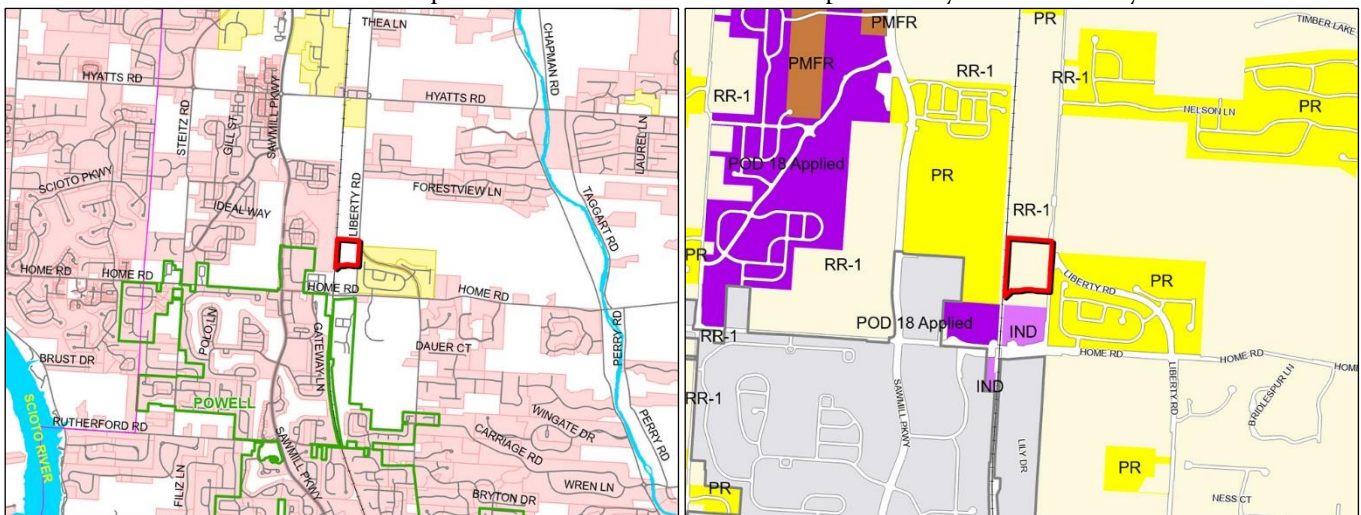 THEA LN
CHAPMAN RD
HYATTS RD
HYATTS RD
STEITZ RD
GILL ST
SAWMILL PKWY
LAUREL LN
LIBERTY RD
SCIOTO PKWY
FORESTVIEW LN
TAGGART RD
IDEAL WAY
HOME RD
HOME RD
HOME RD
HOME RD
POLO LN
GATEWAY LN
PERRY RD
DAUER CT
BRUST DR
POWELL
WINGATE DR
PERRY RD
SCIOTO RIVER
RUTHERFORD RD
CARRIAGE RD
SAWMILL PKWY
WREN LN
FILIZ LN
BRYTON DR
PMFR
PR
TIMBER LAKE
PMFR
RR-1
RR-1
PR
PR
NELSON LN
POD 18 Applied
PR
RR-1
PR
RR-1
LIBERTY RD
PR
POD 18 Applied
IND
RR-1
HOME RD
HOME RD
HOM
IND
SAWMILL PKWY
LIBERTY RD
BRIDLESPUR LN
RR-1
LILY DR
PR
PR
NESS CT